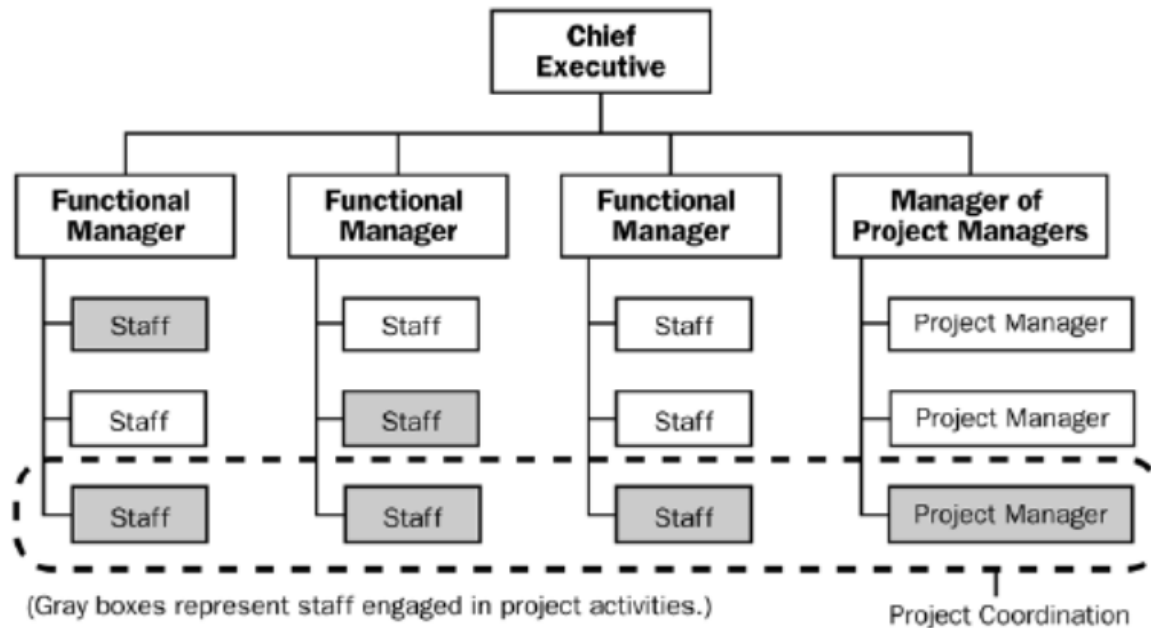 Chief
Executive
Functional
Manager
Functional
Manager
Functional
Manager
Manager of
Project Managers
Staff
Staff
Staff
Project Manager
Staff
Staff
Staff
Project Manager
Staff
Staff
Staff
Project Manager
(Gray boxes represent staff engaged in project activities.)
Project Coordination